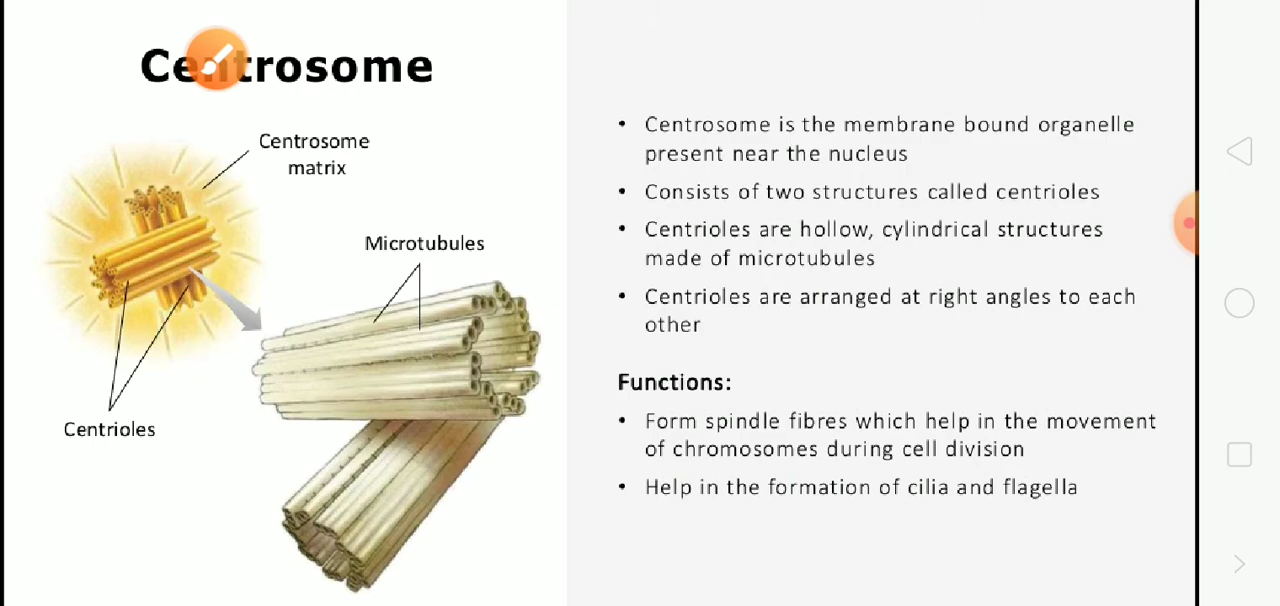 Centrosome
Centrosome
matrix
Microtubules
Centrioles
• Centrosome is the membrane bound organelle
present near the nucleus
• Consists of two structures called centrioles
• Centrioles are hollow, cylindrical structures
made of microtubules
• Centrioles are arranged at right angles to each
other
Functions:
• Form spindle fibres which help in the movement
of chromosomes during cell division
• Help in the formation of cilia and flagella